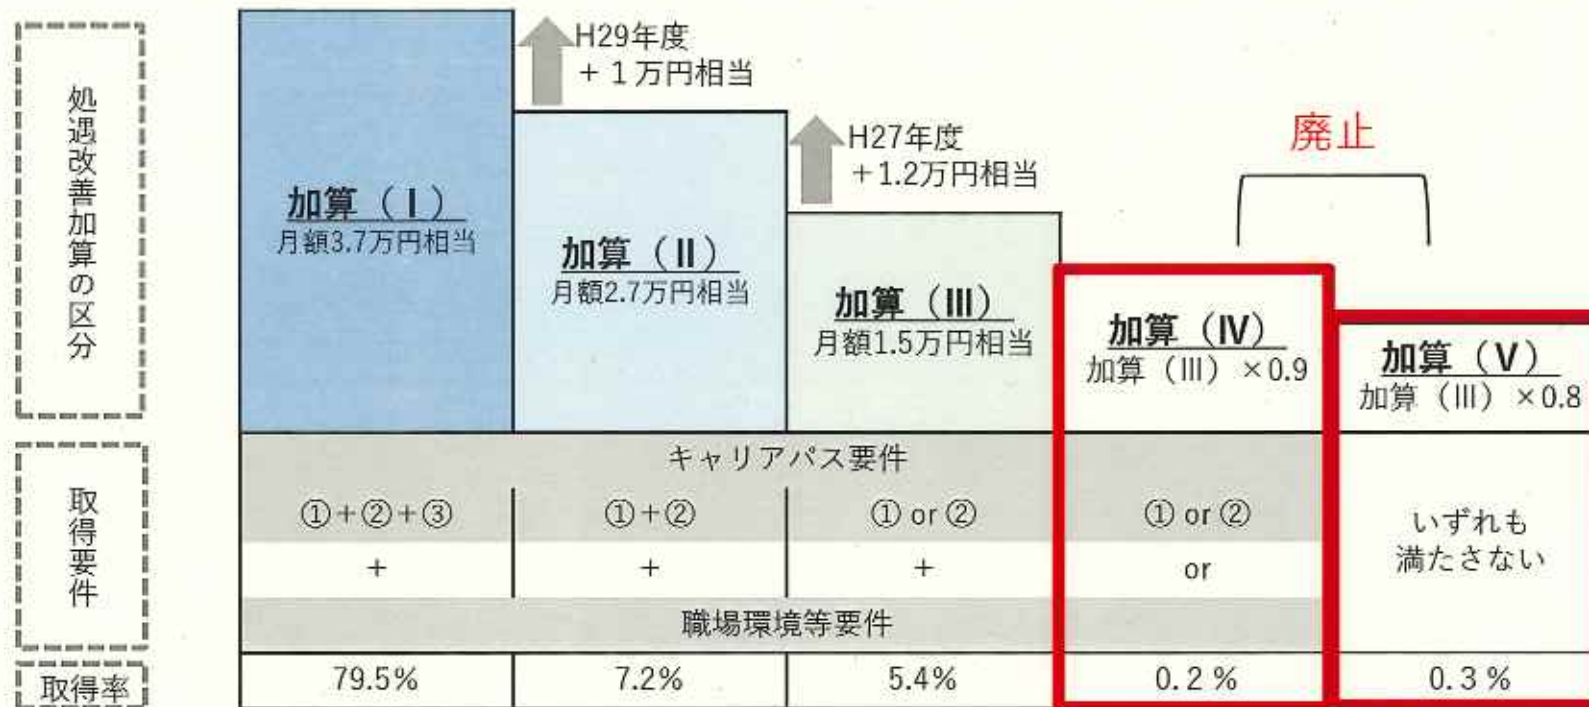 処遇改善加算の区分
H29年度
+ 1万円相当
H27年度
+1.2万円相当
廃止
加算(Ⅰ)
月額3.7万円相当
加算(Ⅱ)
月額2.7万円相当
加算(Ⅲ)
月額1.5万円相当
加算(Ⅳ)
加算(Ⅲ)×0.9
加算(Ⅴ)
加算(Ⅲ)×0.8
取得要件
キャリアパス要件
①+②+③
①+②
① or ②
① or ②
いずれも
満たさない
+
+
+
or
職場環境等要件
取得率
79.5%
7.2%
5.4%
0.2 %
0.3 %